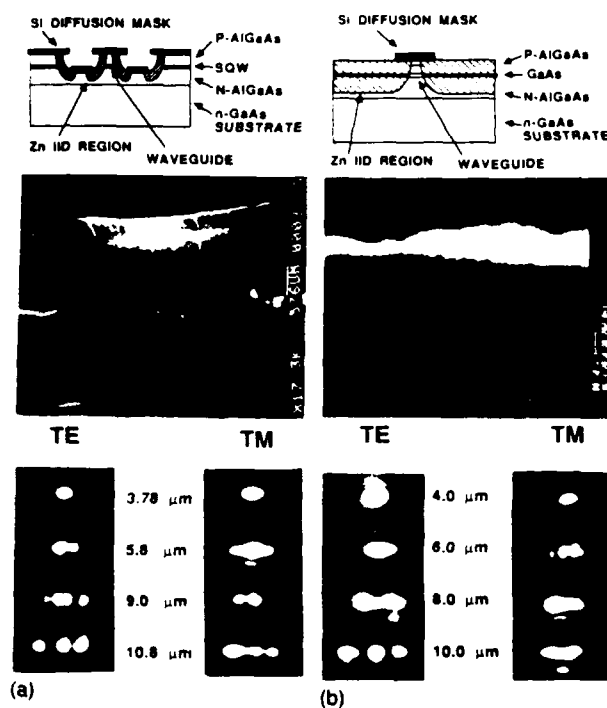 SI DIFFUSION MASK
P-AlGaAs
SQW
N-AlGaAs
n-GaAs
SUBSTRATE
Zn IID REGION
WAVEGUIDE
SI DIFFUSION MASK
P-AlGaAs
GaAs
N-AlGaAs
n-GaAs
SUBSTRATE
Zn IID REGION
WAVEGUIDE
X17.3K
TE
TM
3.78 μm
5.8 μm
9.0 μm
10.8 μm
(a)
TE
TM
4.0 μm
6.0 μm
8.0 μm
10.0 μm
(b)